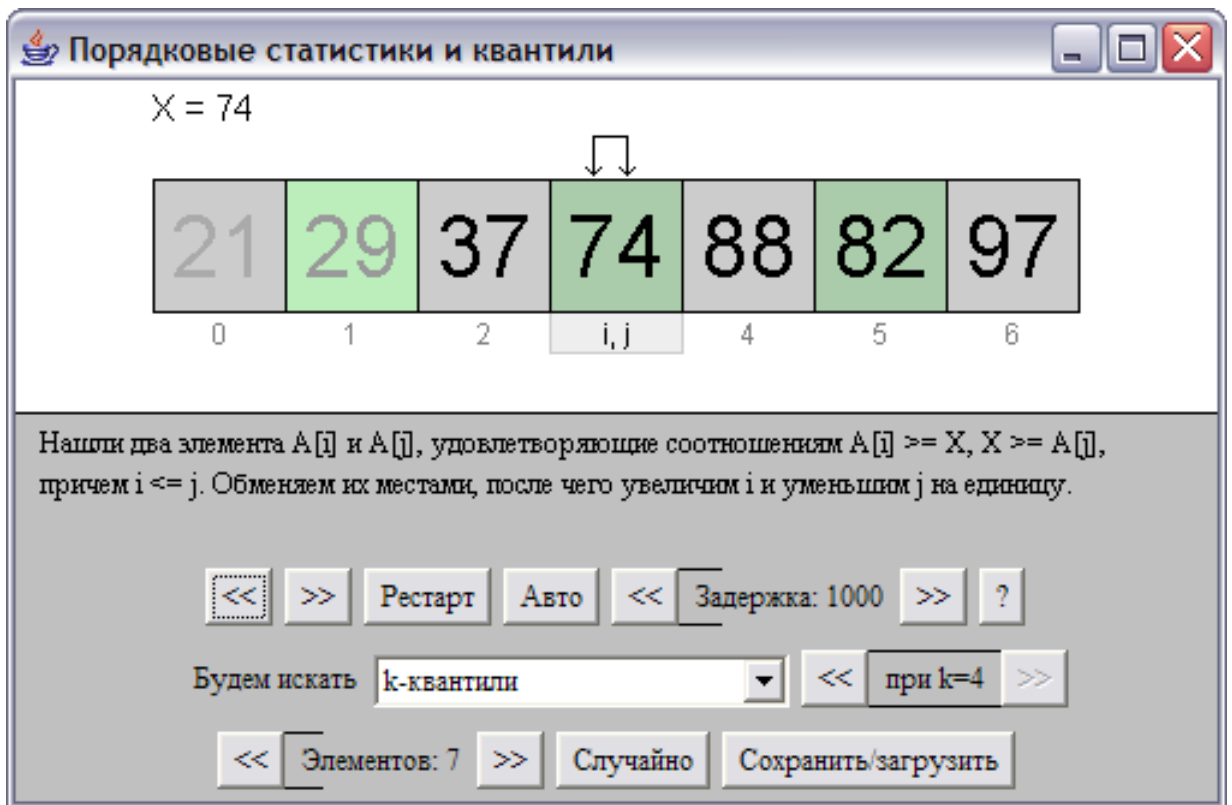 Порядковые статистики и квантили
X = 74
21 29 37 74 88 82 97
0 1 2 i, j 4 5 6
Нашли два элемента A[i] и A[j], удовлетворяющие соотношениям A[i] >= X, X >= A[j],
причем i <= j. Обменяем их местами, после чего увеличим i и уменьшим j на единицу.
<< >> Рестарт Авто << Задержка: 1000 >> ?
Будем искать k-квантили << при k=4 >>
<< Элементов: 7 >> Случайно Сохранить/загрузить